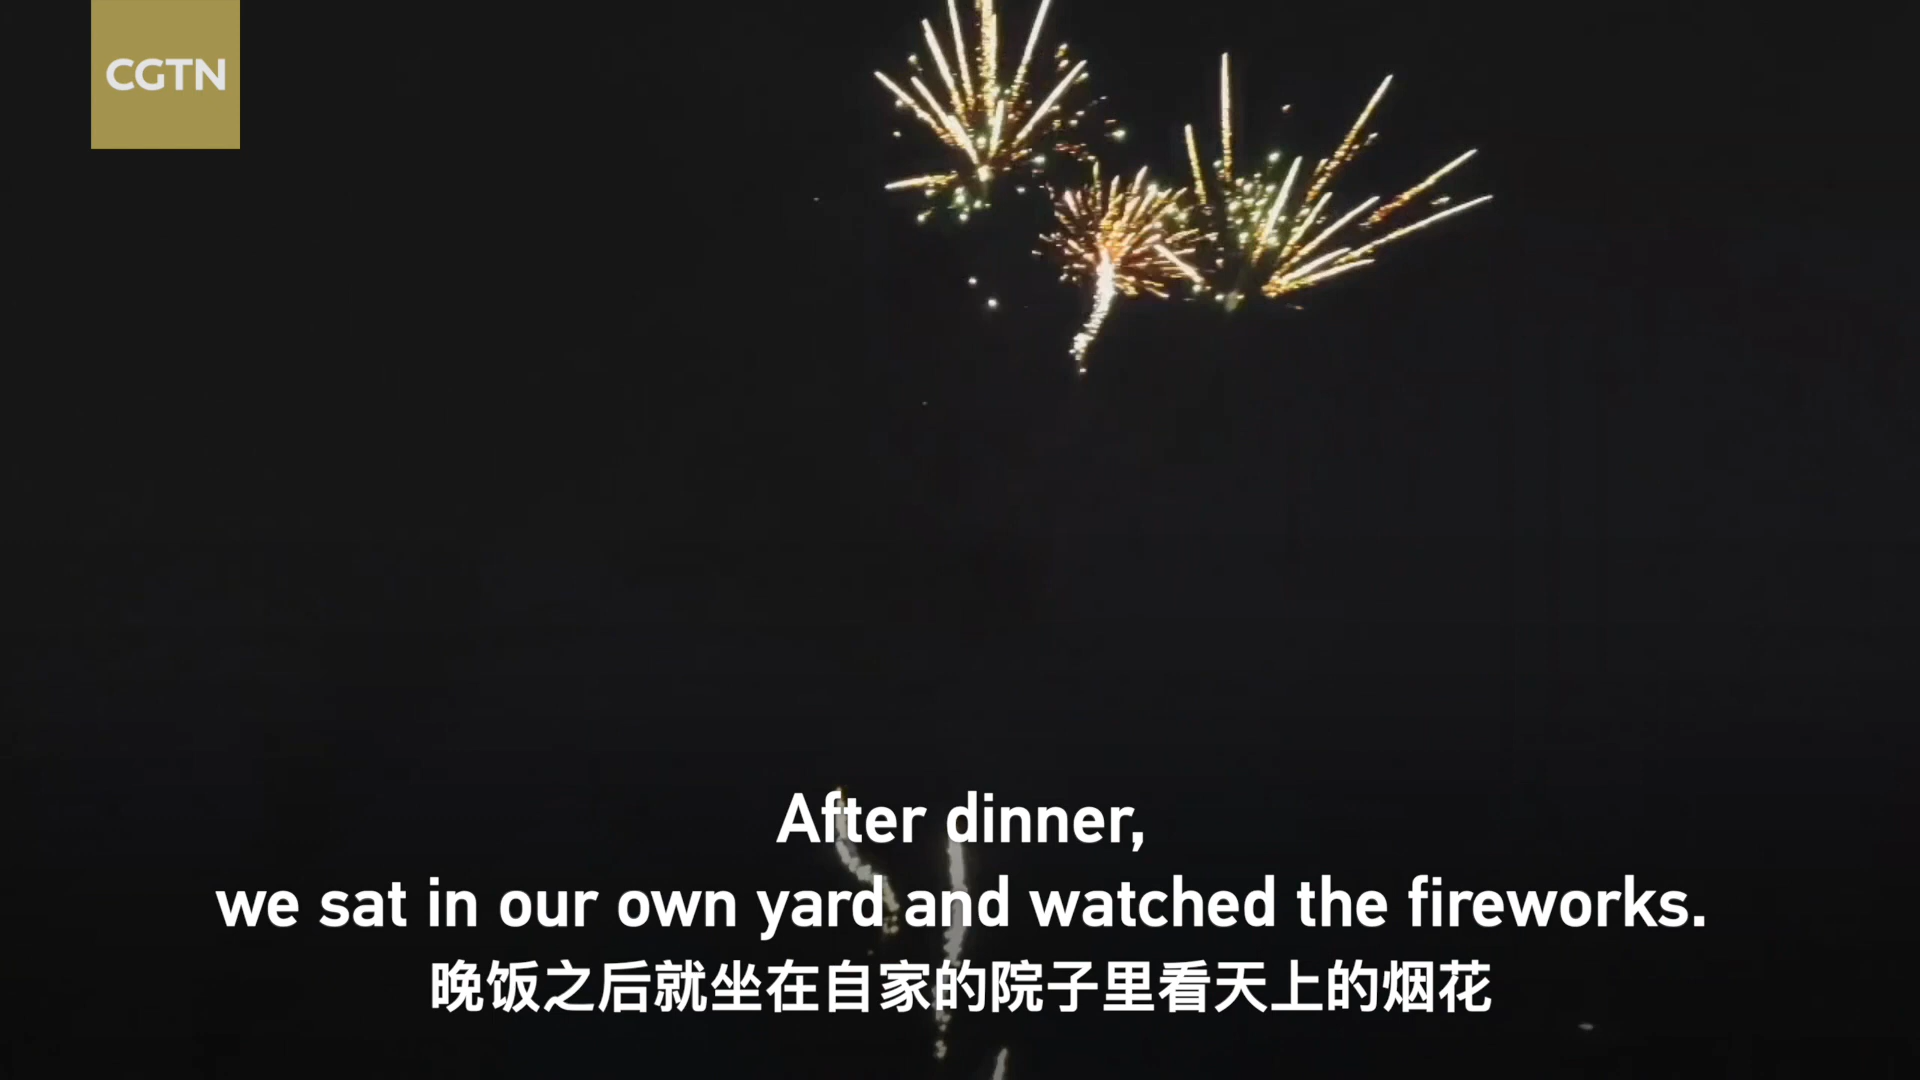 CGTN
After dinner,
we sat in our own yard and watched the fireworks.
晚饭之后就坐在自家的院子里看天上的烟花